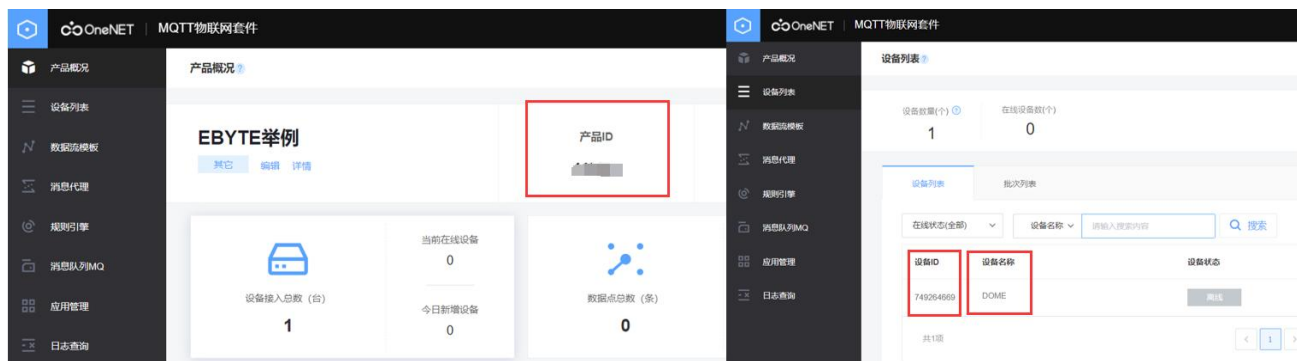 OneNET | MQTT物联网套件
产品概况
设备列表
数据流模板
消息代理
规则引擎
消息队列MQ
应用管理
日志查询
产品概况
EBYTE举例
其它 编辑 详情
产品ID
设备接入总数（台）
1
当前在线设备
0
今日新增设备
0
数据点总数（条）
0
OneNET | MQTT物联网套件
产品概况
设备列表
数据流模板
消息代理
规则引擎
消息队列MQ
应用管理
日志查询
设备列表
设备数量(个)
1
在线设备数(个)
0
设备列表 批次列表
在线状态(全部) 设备名称 请输入搜索内容 搜索
设备ID 设备名称 设备状态
749264669 DOME 离线
共1项 < 1 >